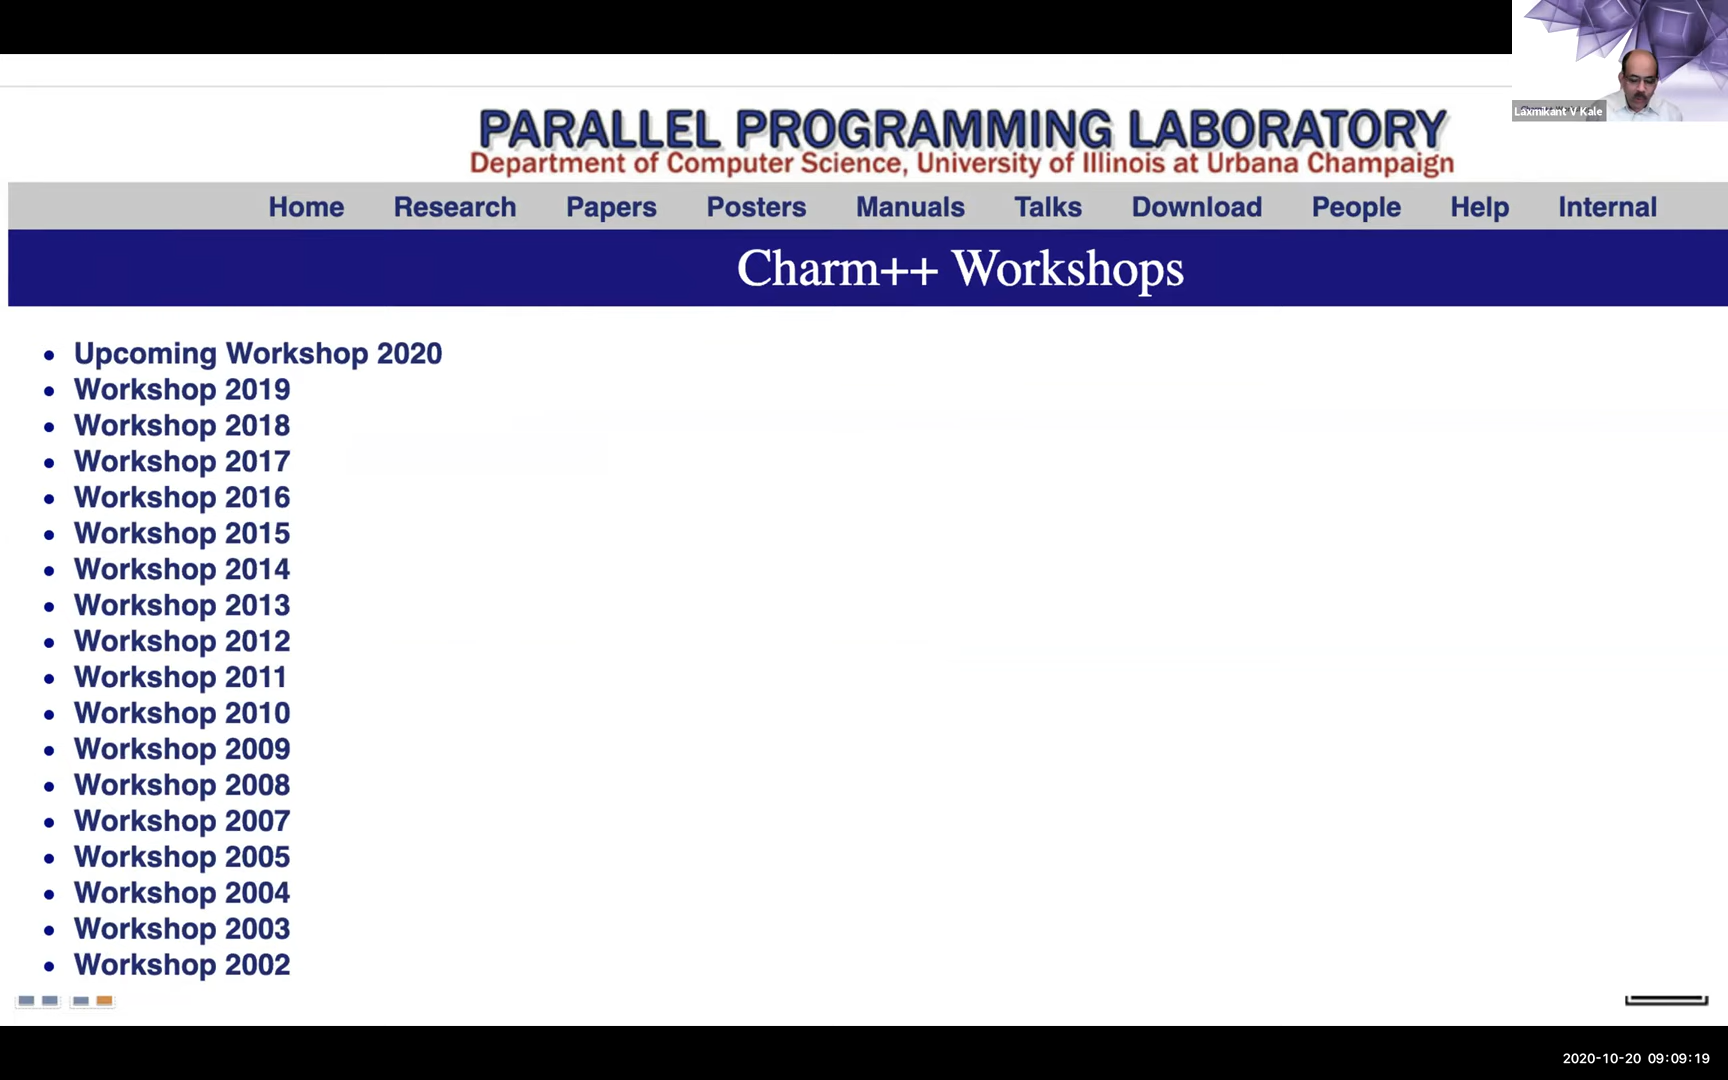 Laxmikant V Kale
PARALLEL PROGRAMMING LABORATORY
Department of Computer Science, University of Illinois at Urbana Champaign
Home Research Papers Posters Manuals Talks Download People Help Internal
Charm++ Workshops
• Upcoming Workshop 2020
• Workshop 2019
• Workshop 2018
• Workshop 2017
• Workshop 2016
• Workshop 2015
• Workshop 2014
• Workshop 2013
• Workshop 2012
• Workshop 2011
• Workshop 2010
• Workshop 2009
• Workshop 2008
• Workshop 2007
• Workshop 2005
• Workshop 2004
• Workshop 2003
• Workshop 2002
2020-10-20 09:09:19